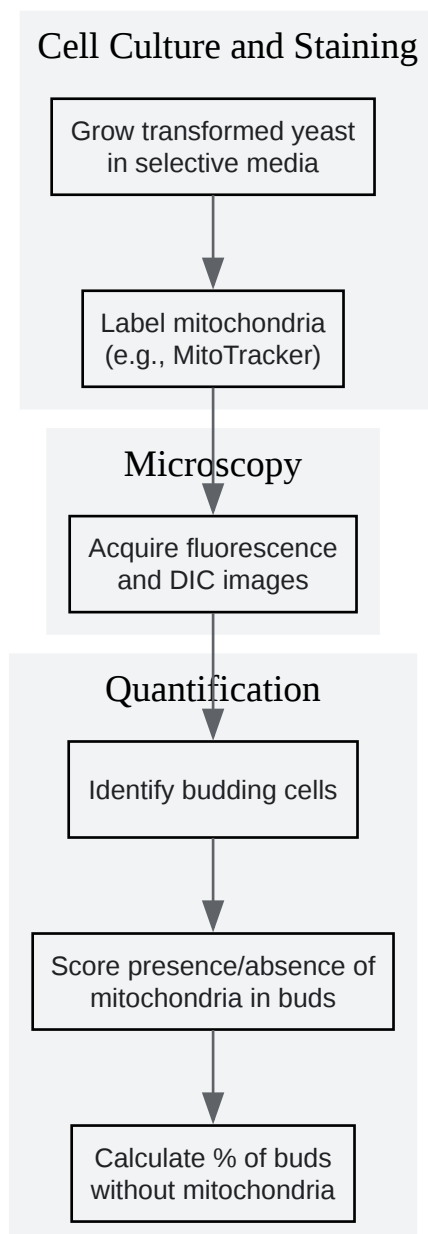 Cell Culture and Staining
Grow transformed yeast
in selective media
Label mitochondria
(e.g., MitoTracker)
Microscopy
Acquire fluorescence
and DIC images
Quantification
Identify budding cells
Score presence/absence of
mitochondria in buds
Calculate % of buds
without mitochondria